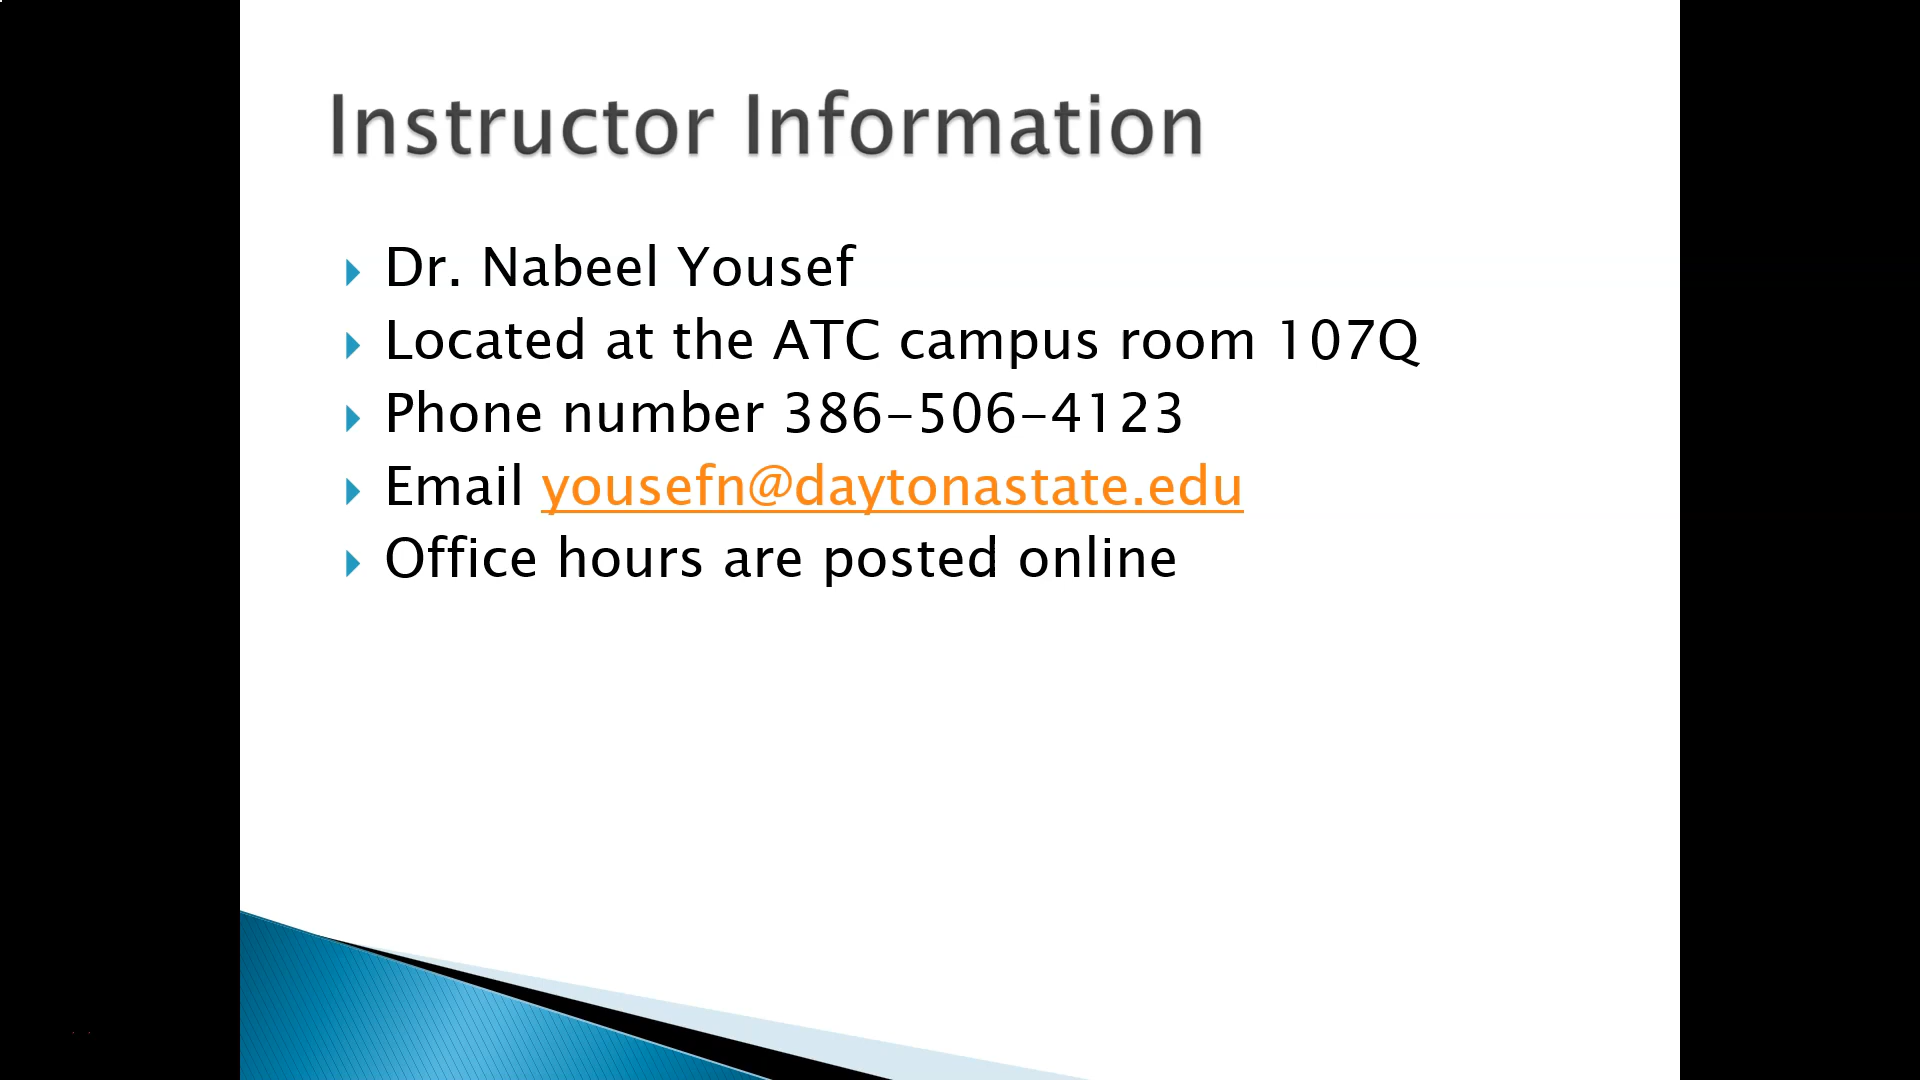 Instructor Information
Dr. Nabeel Yousef
Located at the ATC campus room 107Q
Phone number 386-506-4123
Email yousefn@daytonastate.edu
Office hours are posted online